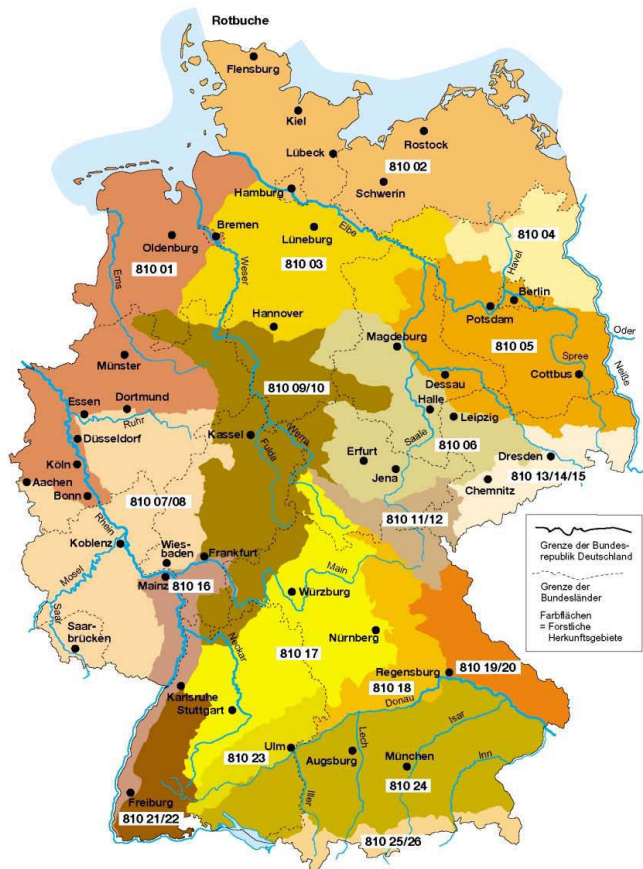 Rotbuche
Flensburg
Kiel
Rostock
Lübeck
810 02
Hamburg
Schwerin
Bremen
Elbe
810 04
Oldenburg
Lüneburg
Havel
810 01
Weser
810 03
Ems
Berlin
Hannover
Potsdam
Oder
Magdeburg
810 05
Münster
Spree
Neiße
810 09/10
Dessau
Cottbus
Essen
Dortmund
Halle
Leipzig
Ruhr
Werra
Düsseldorf
Kassel
Fulda
Saale
810 06
Köln
Erfurt
Dresden
Aachen
Jena
810 13/14/15
Bonn
810 07/08
Chemnitz
Rhein
810 11/12
Koblenz
Wies-
baden
Frankfurt
Mosel
Main
Mainz
810 16
Würzburg
Saar
Saar-
brücken
Nürnberg
Neckar
810 17
Regensburg
810 19/20
Karlsruhe
810 18
Stuttgart
Donau
Isar
Ulm
Lech
810 23
Augsburg
München
Inn
810 24
Freiburg
Iller
810 21/22
810 25/26
Grenze der Bundes-
republik Deutschland
Grenze der
Bundesländer
Farbflächen
= Forstliche
Herkunftsgebiete